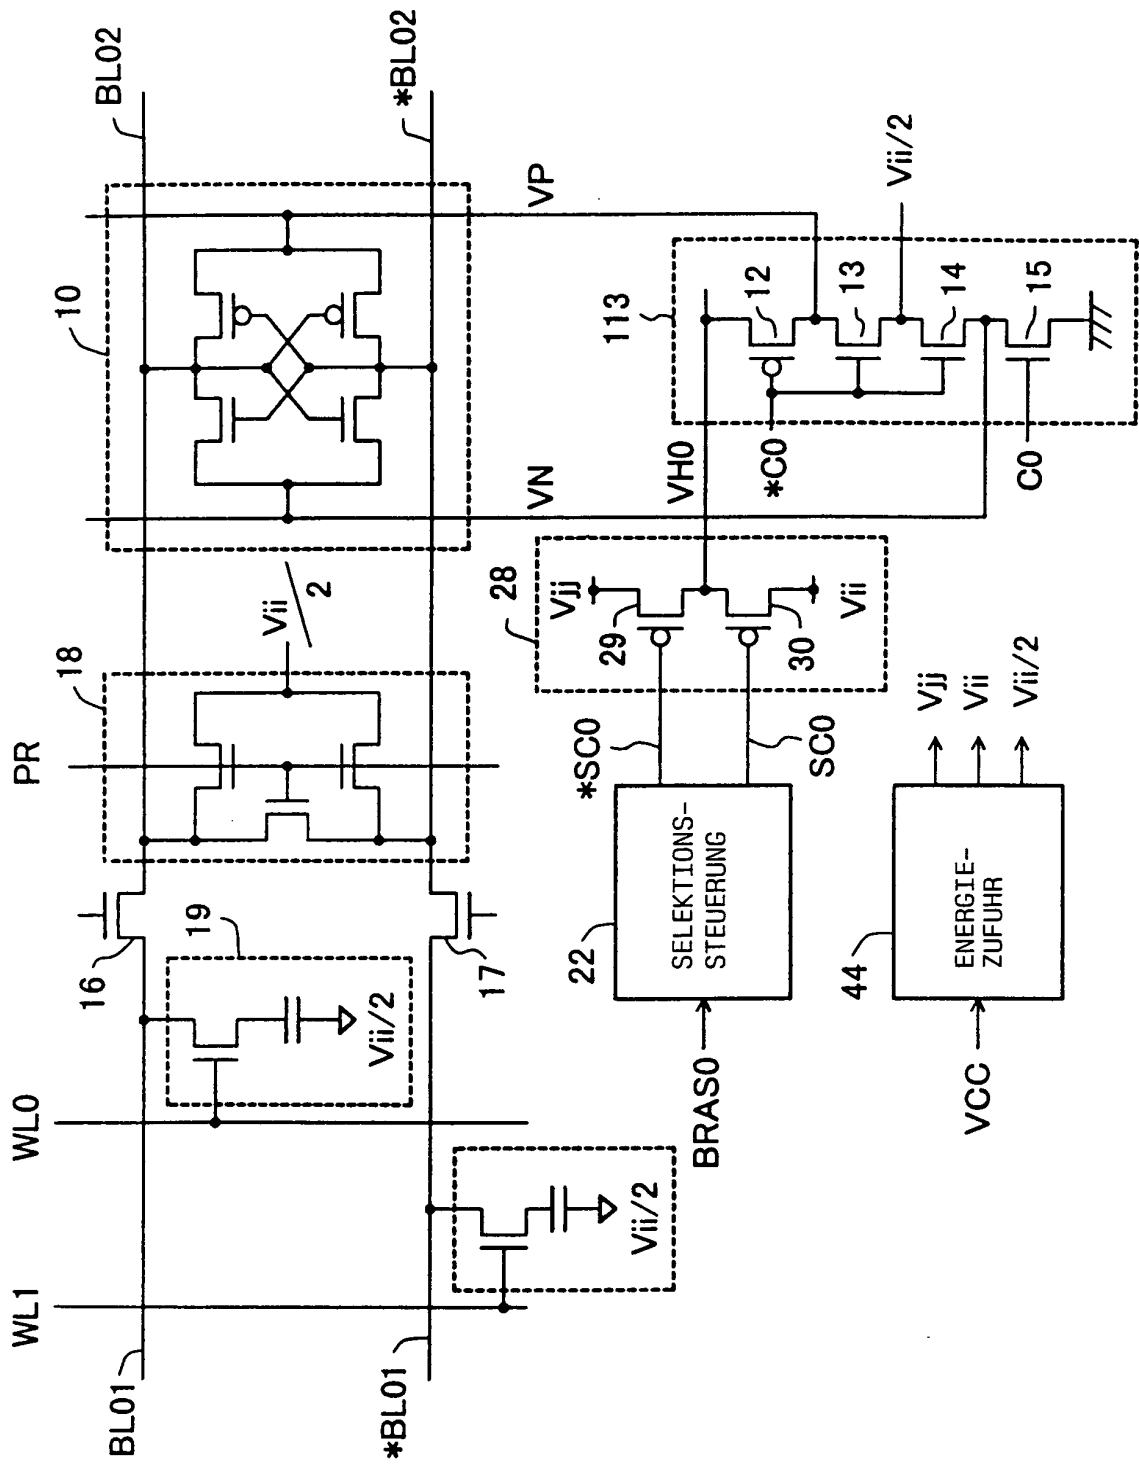 WL1
WL0
PR
18
10
BL01
16
19
BL02
Vii/2
Vii
2
*BL01
17
*BL02
Vii/2
VN
VP
BRAS0
22
SELEKTIONS-
STEUERUNG
*SC0
SC0
28
Vjj
29
30
Vii
VH0
113
*C0
C0
12
13
14
15
Vii/2
VCC
44
ENERGIE-
ZUFUHR
Vjj
Vii
Vii/2